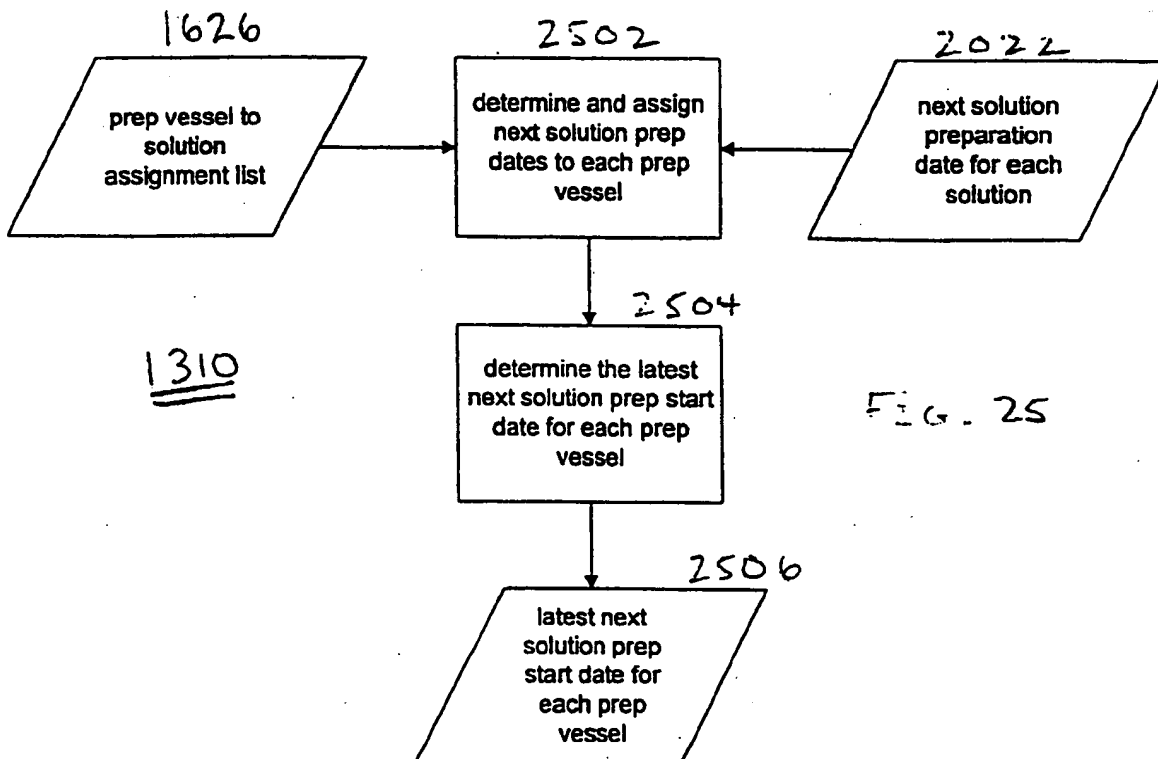 1626
prep vessel to
solution
assignment list
2502
determine and assign
next solution prep
dates to each prep
vessel
2022
next solution
preparation
date for each
solution
2504
determine the latest
next solution prep start
date for each prep
vessel
1310
FIG. 25
2506
latest next
solution prep
start date for
each prep
vessel